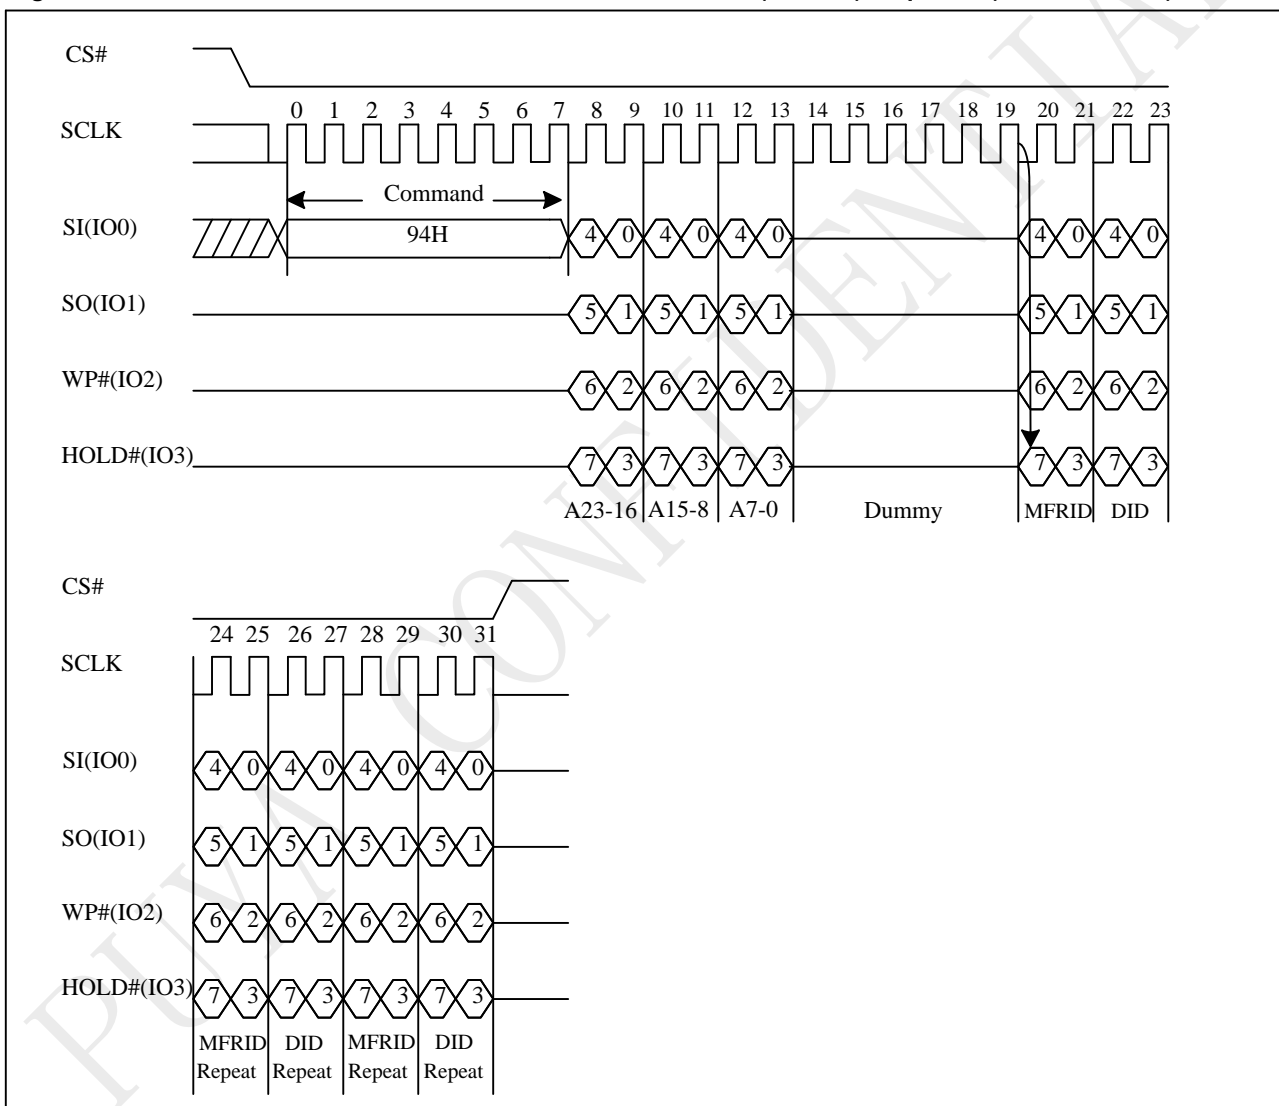 CS#
0 1 2 3 4 5 6 7 8 9 10 11 12 13 14 15 16 17 18 19 20 21 22 23
SCLK
Command
SI(IO0) 94H 4 0 4 0 4 0 4 0 4 0
SO(IO1) 5 1 5 1 5 1 5 1 5 1
WP#(IO2) 6 2 6 2 6 2 6 2 6 2
HOLD#(IO3) 7 3 7 3 7 3 7 3 7 3
A23-16 A15-8 A7-0 Dummy MFRID DID
CS#
24 25 26 27 28 29 30 31
SCLK
SI(IO0) 4 0 4 0 4 0 4 0
SO(IO1) 5 1 5 1 5 1 5 1
WP#(IO2) 6 2 6 2 6 2 6 2
HOLD#(IO3) 7 3 7 3 7 3 7 3
MFRID DID MFRID DID
Repeat Repeat Repeat Repeat
PUYA CONFIDENTIAL